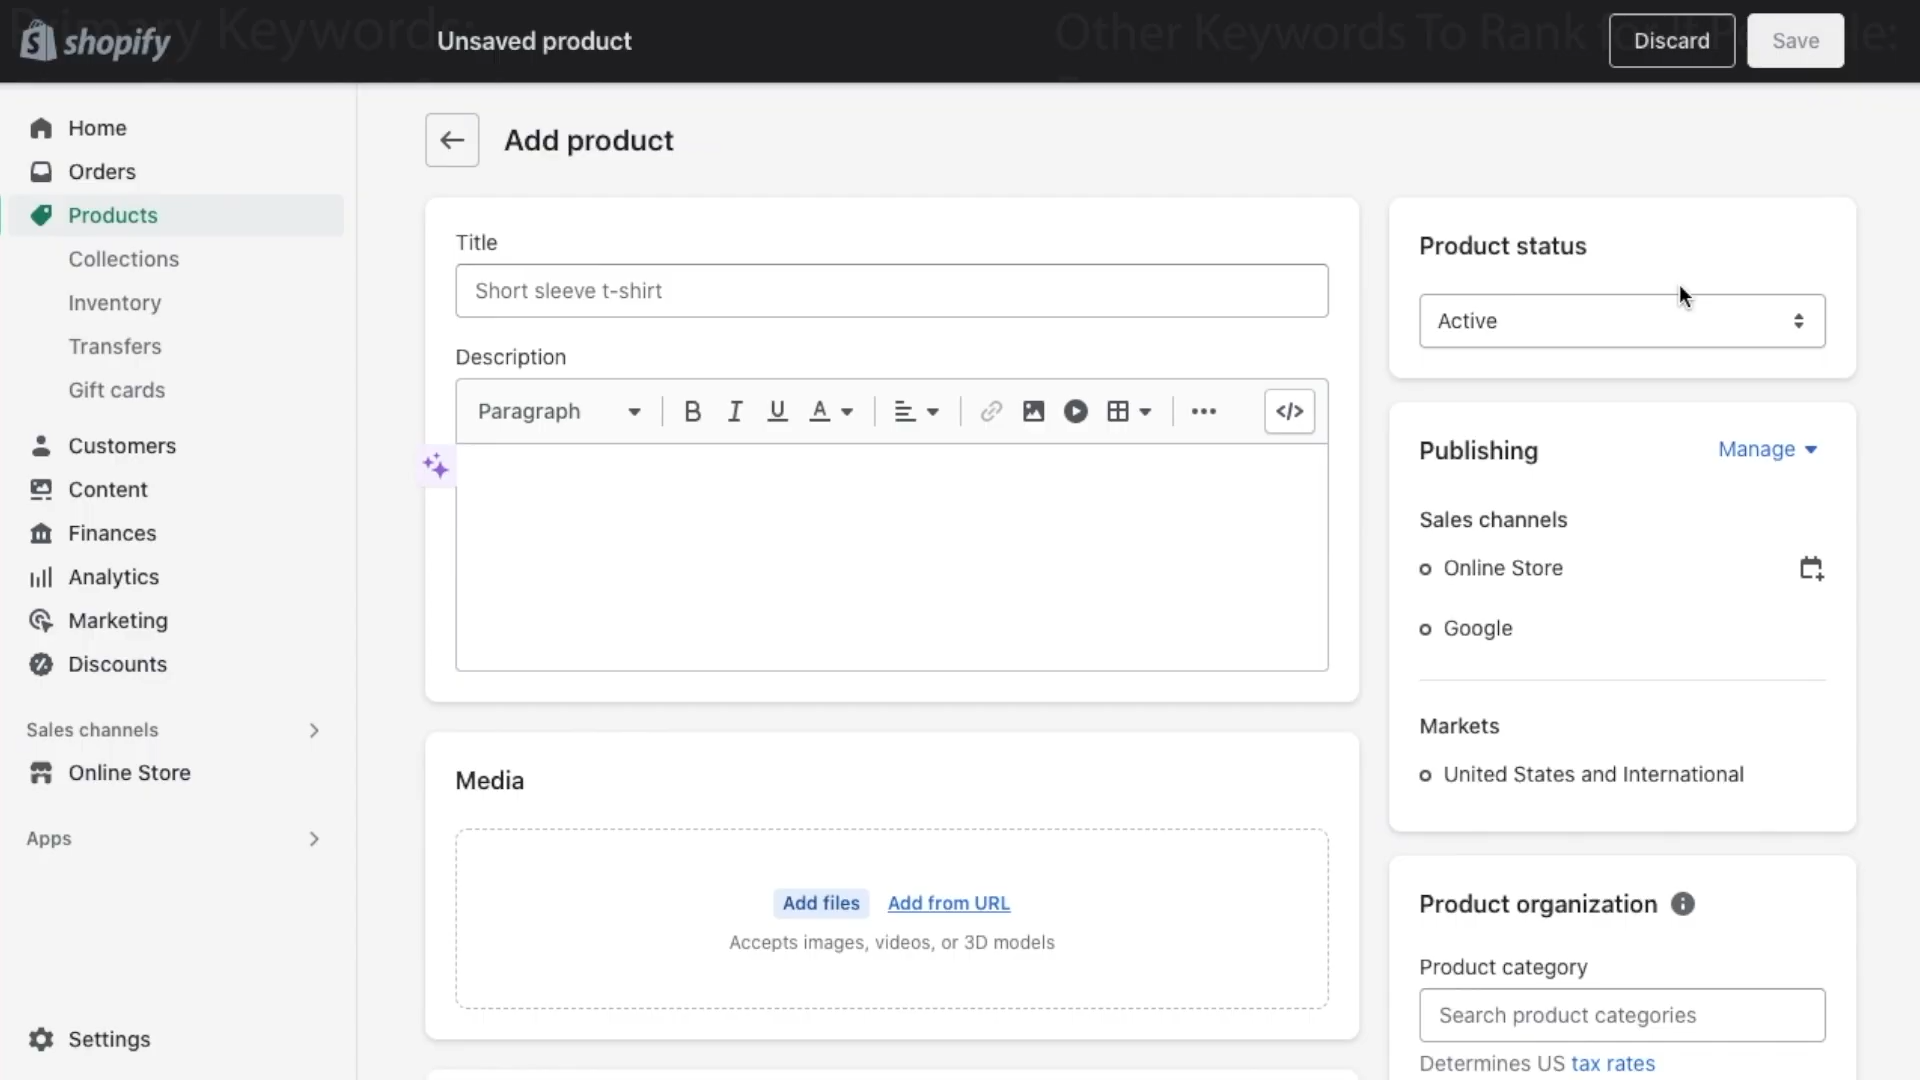 Primary Keywords:
Other Keywords To Rank
shopify
Unsaved product
Discard
Save
Home
Orders
Products
Collections
Inventory
Transfers
Gift cards
Customers
Content
Finances
Analytics
Marketing
Discounts
Sales channels
Online Store
Apps
Settings
Add product
Title
Short sleeve t-shirt
Description
Paragraph
B I U A </>
Media
Add files Add from URL
Accepts images, videos, or 3D models
Product status
Active
Publishing
Manage
Sales channels
Online Store
Google
Markets
United States and International
Product organization
Product category
Search product categories
Determines US tax rates